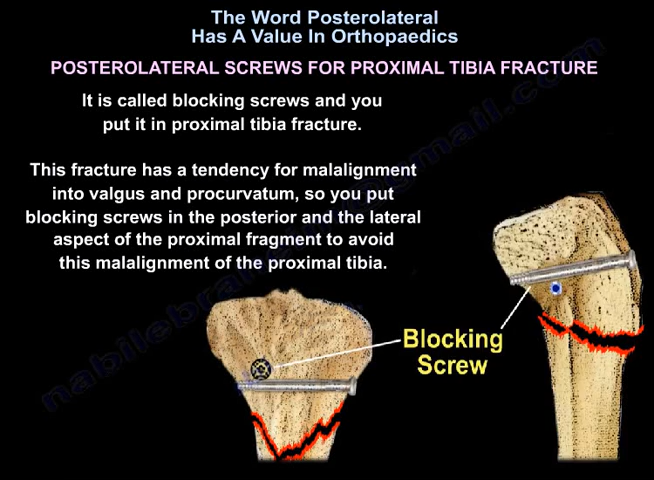 The Word Posterolateral
Has A Value In Orthopaedics
POSTEROLATERAL SCREWS FOR PROXIMAL TIBIA FRACTURE
It is called blocking screws and you
put it in proximal tibia fracture.
This fracture has a tendency for malalignment
into valgus and procurvatum, so you put
blocking screws in the posterior and the lateral
aspect of the proximal fragment to avoid
this malalignment of the proximal tibia.
Blocking
Screw